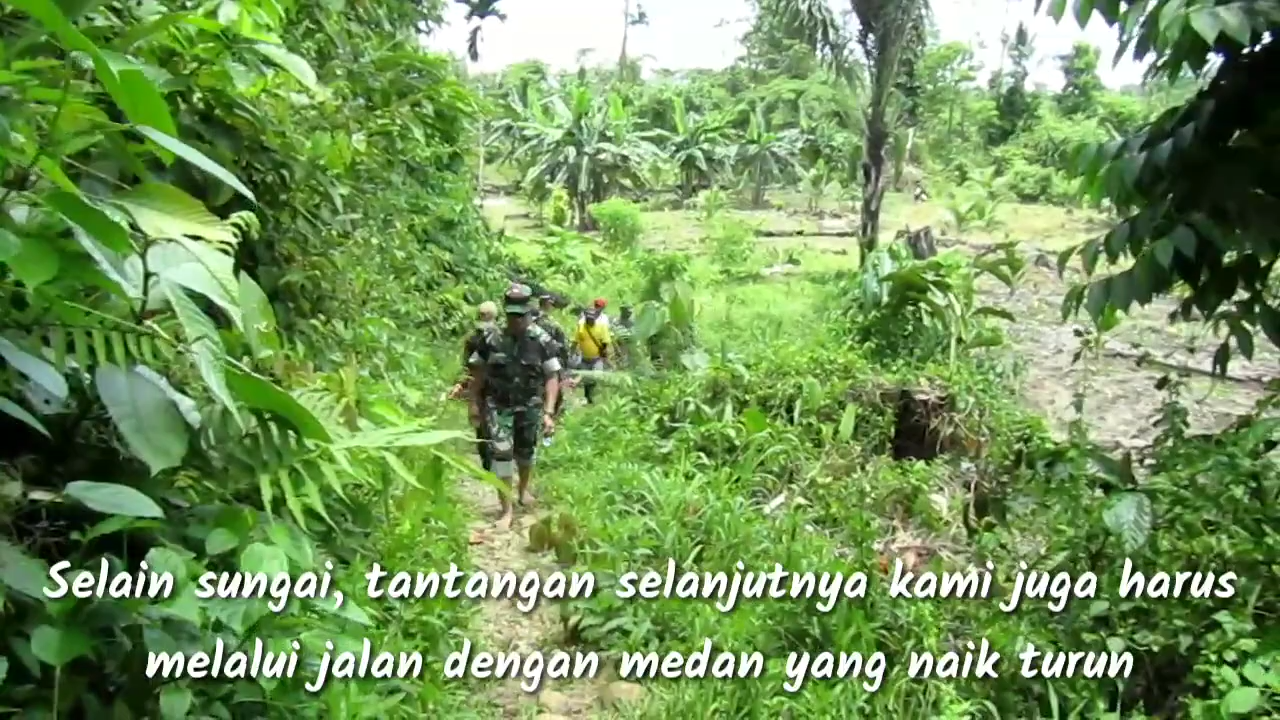 Selain sungai, tantangan selanjutnya kami juga harus
melalui jalan dengan medan yang naik turun